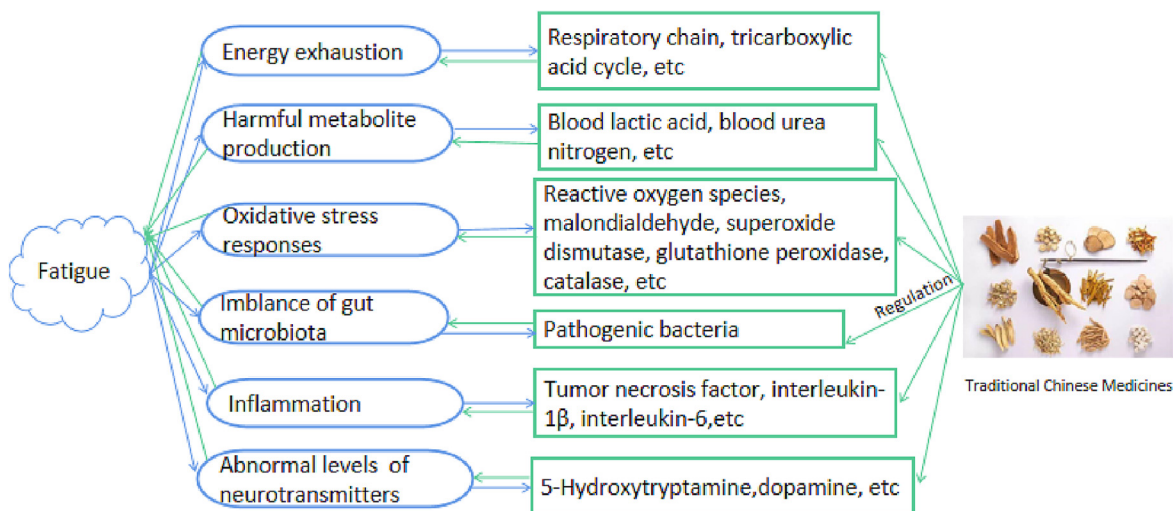 Energy exhaustion
Respiratory chain, tricarboxylic
acid cycle, etc
Harmful metabolite
production
Blood lactic acid, blood urea
nitrogen, etc
Oxidative stress
responses
Reactive oxygen species,
malondialdehyde, superoxide
dismutase, glutathione peroxidase,
catalase, etc
Fatigue
Imblance of gut
microbiota
Pathogenic bacteria
Regulation
Traditional Chinese Medicines
Inflammation
Tumor necrosis factor, interleukin-
1β, interleukin-6,etc
Abnormal levels of
neurotransmitters
5-Hydroxytryptamine,dopamine, etc